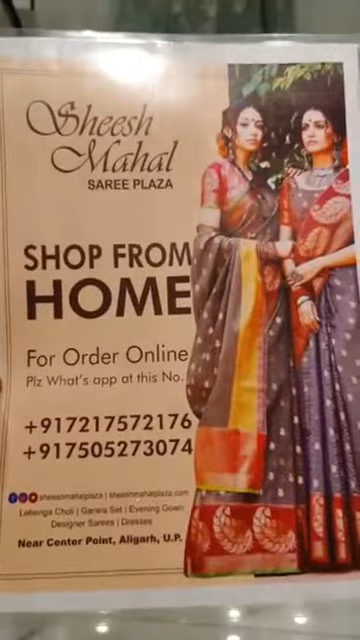 Sheesh
Mahal
SAREE PLAZA
SHOP FROM
HOME
For Order Online
Plz What's app at this No.
+917217572176
+917505273074
sheeshmahalplaza | sheeshmahalplaza.com
Lehenga Choli | Garara Set | Evening Gown
Designer Sarees | Dresses
Near Center Point, Aligarh, U.P.